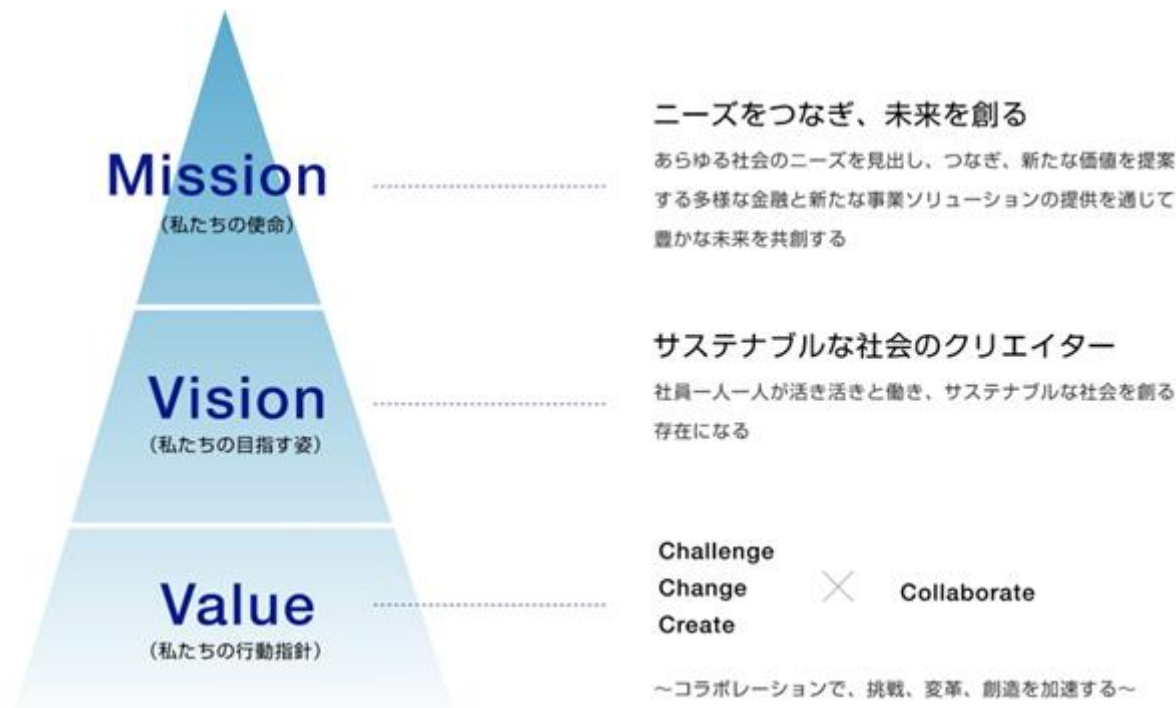 Mission
（私たちの使命）
ニーズをつなぎ、未来を創る
あらゆる社会のニーズを見出し、つなぎ、新たな価値を提案
する多様な金融と新たな事業ソリューションの提供を通じて
豊かな未来を共創する
Vision
（私たちの目指す姿）
サステナブルな社会のクリエイター
社員一人一人が活き活きと働き、サステナブルな社会を創る
存在になる
Value
（私たちの行動指針）
Challenge
Change
Create
×
Collaborate
～コラボレーションで、挑戦、変革、創造を加速する～